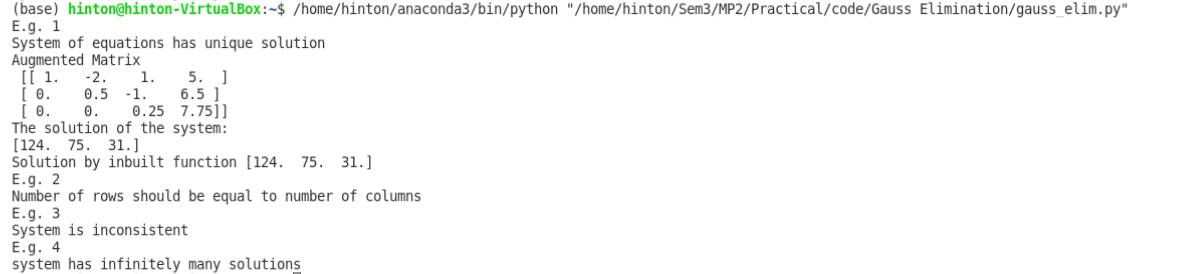 (base) hinton@hinton-VirtualBox:~$ /home/hinton/anaconda3/bin/python "/home/hinton/Sem3/MP2/Practical/code/Gauss Elimination/gauss_elim.py"
E.g. 1
System of equations has unique solution
Augmented Matrix
 [[ 1.   -2.    1.    5.  ]
 [ 0.    0.5  -1.    6.5 ]
 [ 0.    0.    0.25  7.75]]
The solution of the system:
[124.  75.  31.]
Solution by inbuilt function [124.  75.  31.]
E.g. 2
Number of rows should be equal to number of columns
E.g. 3
System is inconsistent
E.g. 4
system has infinitely many solutions